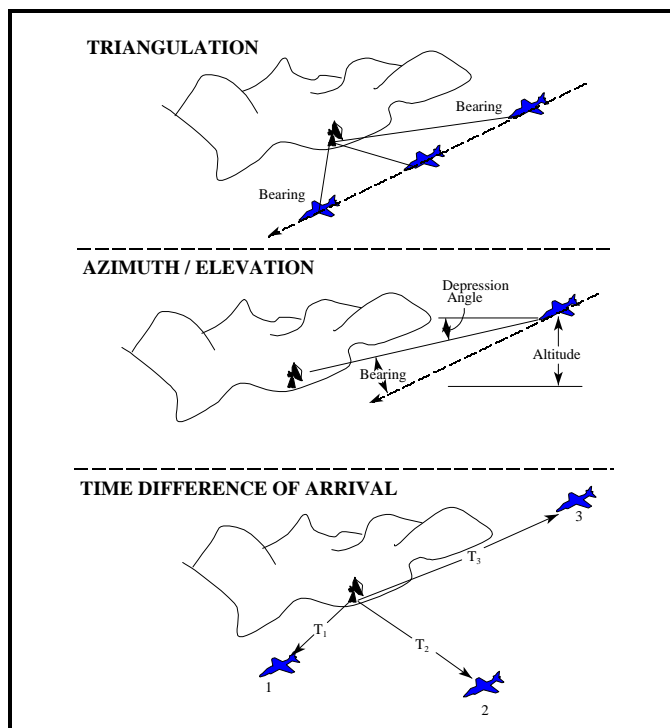 TRIANGULATION
Bearing
Bearing
AZIMUTH / ELEVATION
Depression
Angle
Altitude
Bearing
TIME DIFFERENCE OF ARRIVAL
3
T3
T1
T2
1
2